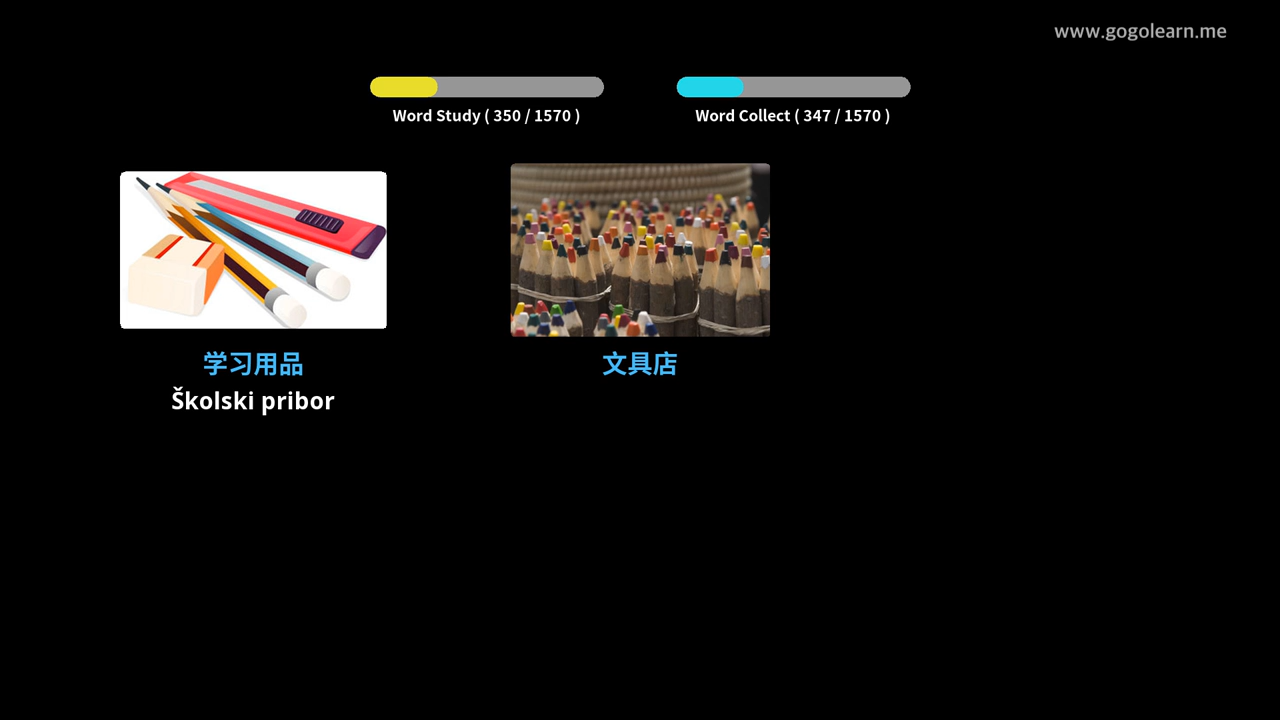 www.gogolearn.me
Word Study ( 350 / 1570 )
Word Collect ( 347 / 1570 )
学习用品
Školski pribor
文具店